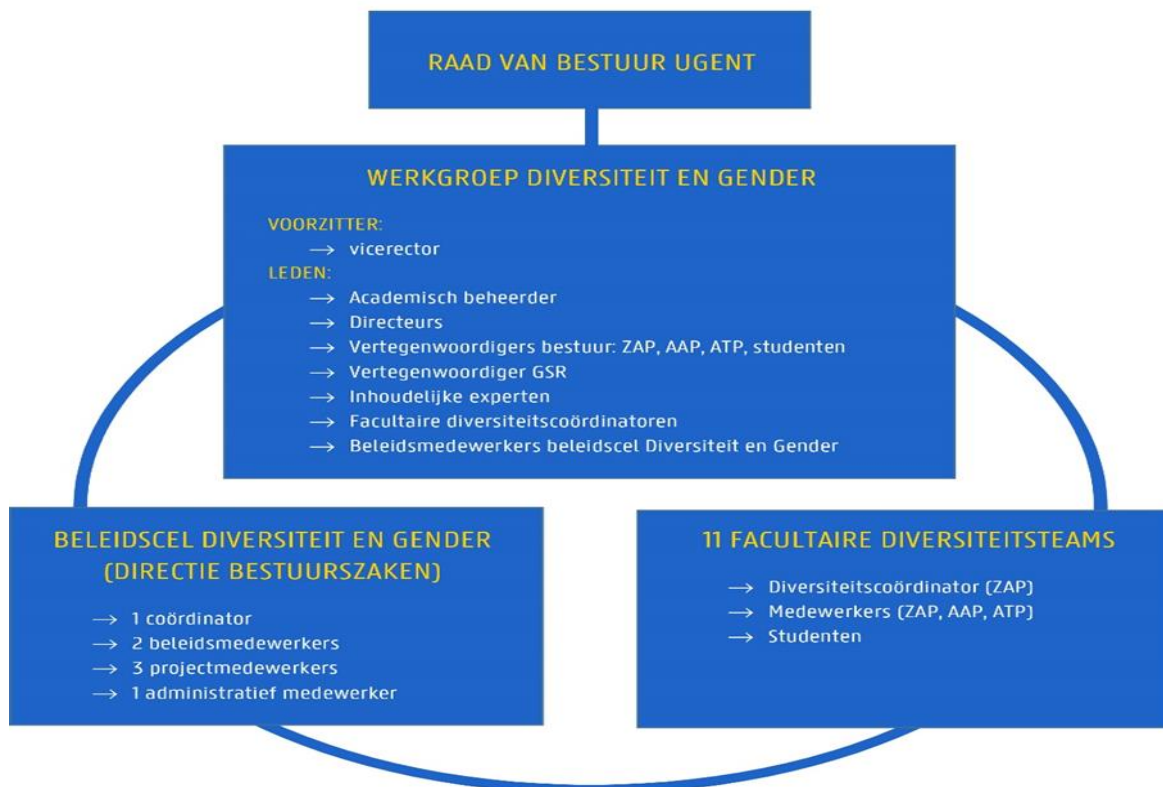 RAAD VAN BESTUUR UGENT
WERKGROEP DIVERSITEIT EN GENDER
VOORZITTER:
→ vicerector
LEDEN:
→ Academisch beheerder
→ Directeurs
→ Vertegenwoordigers bestuur: ZAP, AAP, ATP, studenten
→ Vertegenwoordiger GSR
→ Inhoudelijke experten
→ Facultaire diversiteitscoördinatoren
→ Beleidsmedewerkers beleidscel Diversiteit en Gender
BELEIDSCEL DIVERSITEIT EN GENDER
(DIRECTIE BESTUURSZAKEN)
→ 1 coördinator
→ 2 beleidsmedewerkers
→ 3 projectmedewerkers
→ 1 administratief medewerker
11 FACULTAIRE DIVERSITEITSTEAMS
→ Diversiteitscoördinator (ZAP)
→ Medewerkers (ZAP, AAP, ATP)
→ Studenten